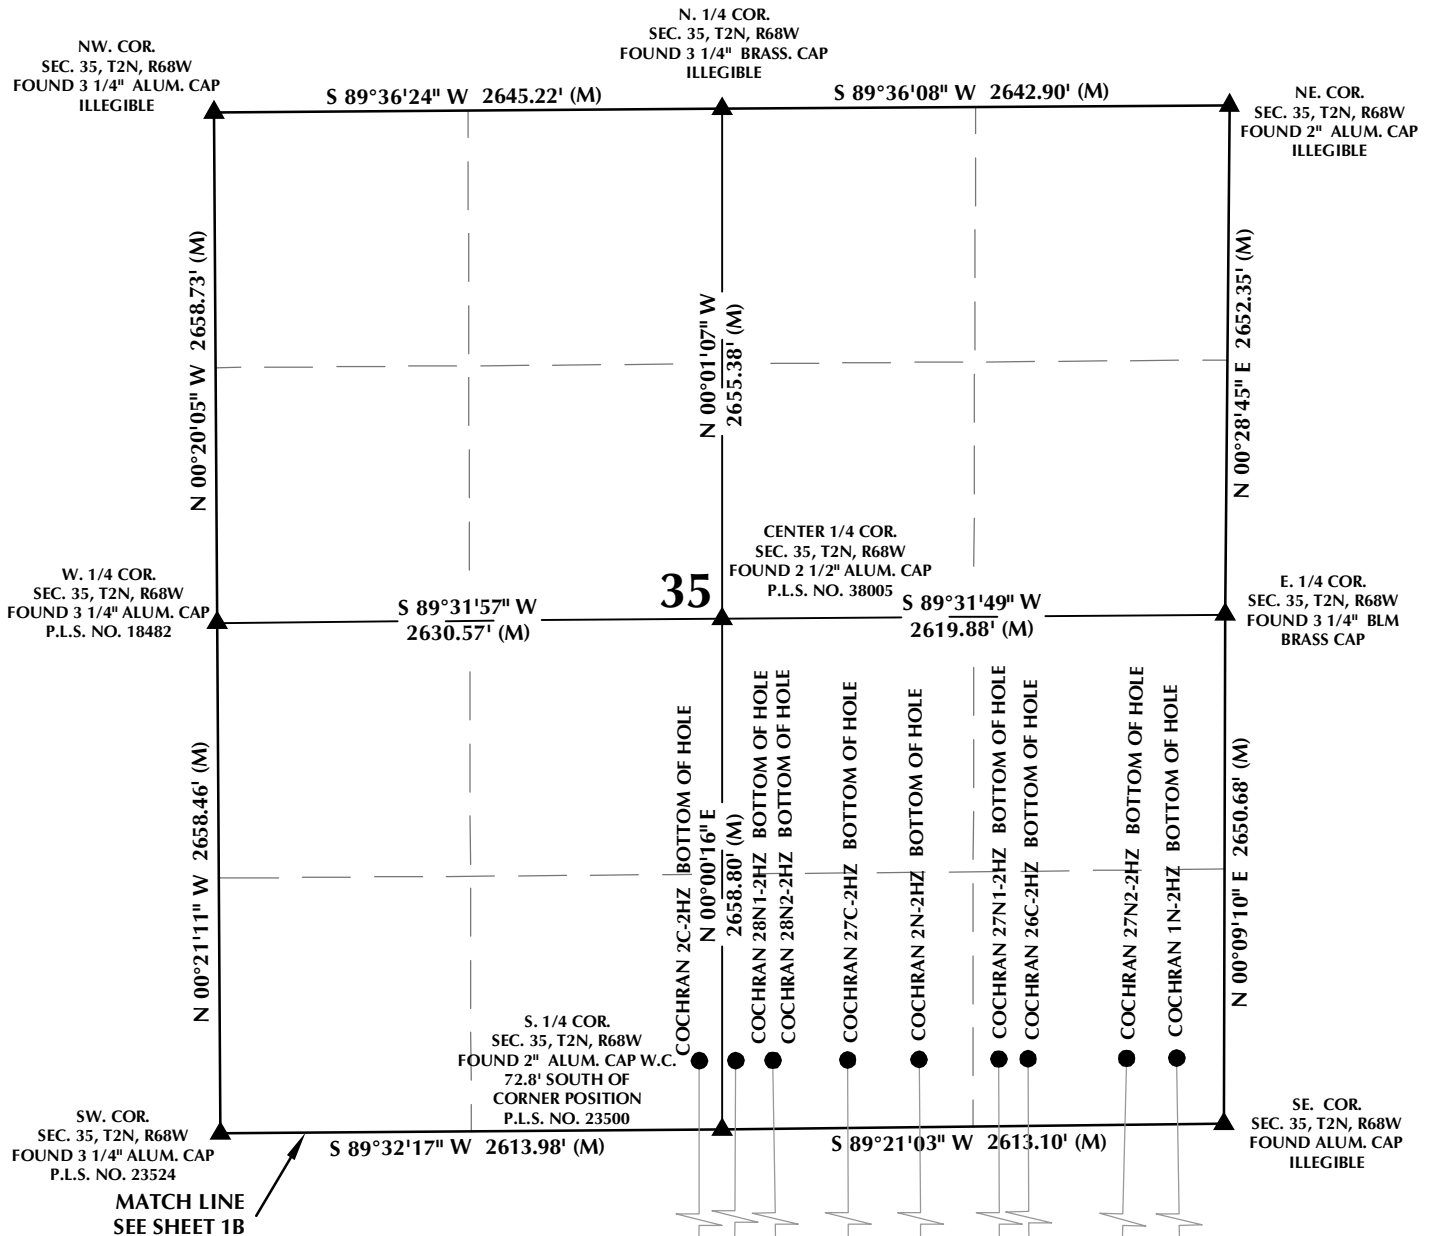 N. 1/4 COR.
SEC. 35, T2N, R68W
FOUND 3 1/4" BRASS. CAP
ILLEGIBLE
NW. COR.
SEC. 35, T2N, R68W
FOUND 3 1/4" ALUM. CAP
ILLEGIBLE
S 89°36'24" W 2645.22' (M)
S 89°36'08" W 2642.90' (M)
NE. COR.
SEC. 35, T2N, R68W
FOUND 2" ALUM. CAP
ILLEGIBLE
N 00°20'05" W 2658.73' (M)
N 00°01'07" W
2655.38' (M)
N 00°28'45" E 2652.35' (M)
CENTER 1/4 COR.
SEC. 35, T2N, R68W
FOUND 2 1/2" ALUM. CAP
P.L.S. NO. 38005
W. 1/4 COR.
SEC. 35, T2N, R68W
FOUND 3 1/4" ALUM. CAP
P.L.S. NO. 18482
35
S 89°31'57" W
2630.57' (M)
S 89°31'49" W
2619.88' (M)
E. 1/4 COR.
SEC. 35, T2N, R68W
FOUND 3 1/4" BLM
BRASS CAP
N 00°21'11" W 2658.46' (M)
COCHRAN 2C-2HZ BOTTOM OF HOLE
N 00°00'16" E
2658.80' (M)
COCHRAN 28N1-2HZ BOTTOM OF HOLE
COCHRAN 28N2-2HZ BOTTOM OF HOLE
COCHRAN 27C-2HZ BOTTOM OF HOLE
COCHRAN 2N-2HZ BOTTOM OF HOLE
COCHRAN 27N1-2HZ BOTTOM OF HOLE
COCHRAN 26C-2HZ BOTTOM OF HOLE
COCHRAN 27N2-2HZ BOTTOM OF HOLE
COCHRAN 1N-2HZ BOTTOM OF HOLE
N 00°09'10" E 2650.68' (M)
S. 1/4 COR.
SEC. 35, T2N, R68W
FOUND 2" ALUM. CAP W.C.
72.8' SOUTH OF
CORNER POSITION
P.L.S. NO. 23500
SW. COR.
SEC. 35, T2N, R68W
FOUND 3 1/4" ALUM. CAP
P.L.S. NO. 23524
S 89°32'17" W 2613.98' (M)
S 89°21'03" W 2613.10' (M)
SE. COR.
SEC. 35, T2N, R68W
FOUND ALUM. CAP
ILLEGIBLE
MATCH LINE
SEE SHEET 1B